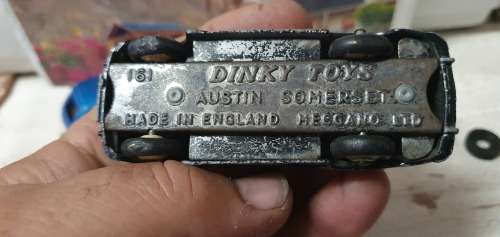 161 DINKY TOYS
AUSTIN SOMERSET
MADE IN ENGLAND MECCANO LTD